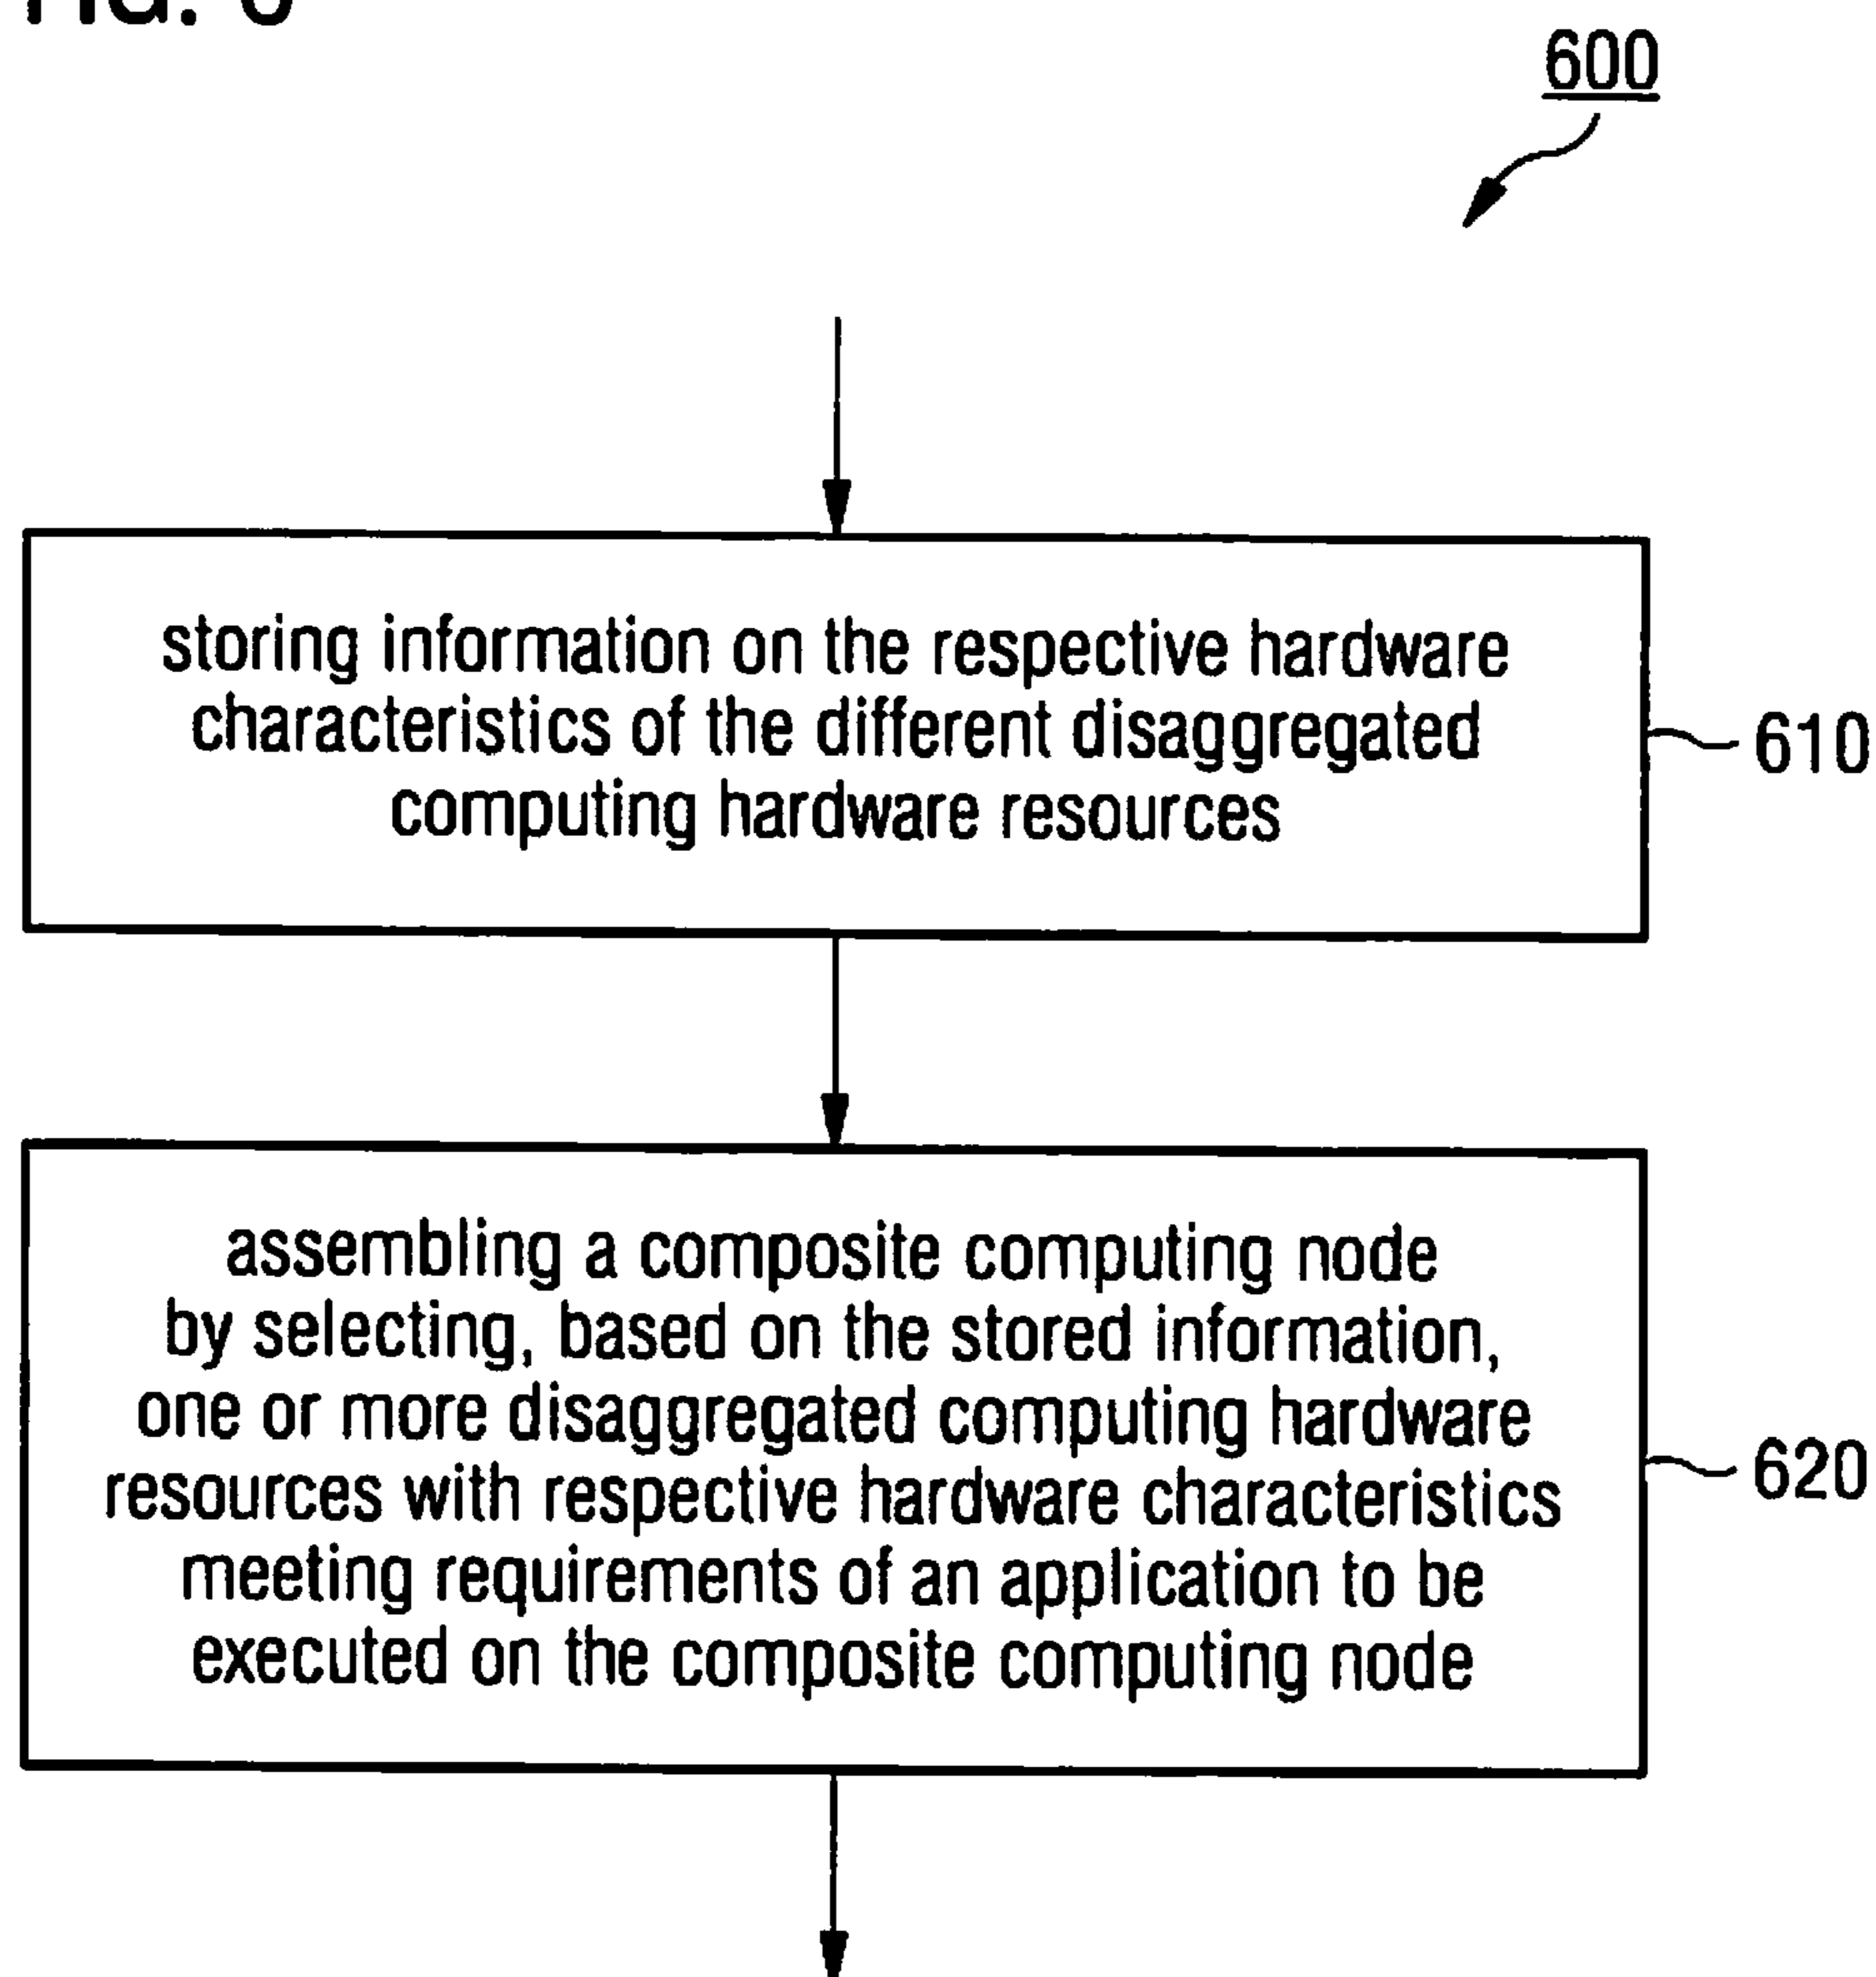 600
storing information on the respective hardware
characteristics of the different disaggregated
computing hardware resources
610
assembling a composite computing node
by selecting, based on the stored information,
one or more disaggregated computing hardware
resources with respective hardware characteristics
meeting requirements of an application to be
executed on the composite computing node
620